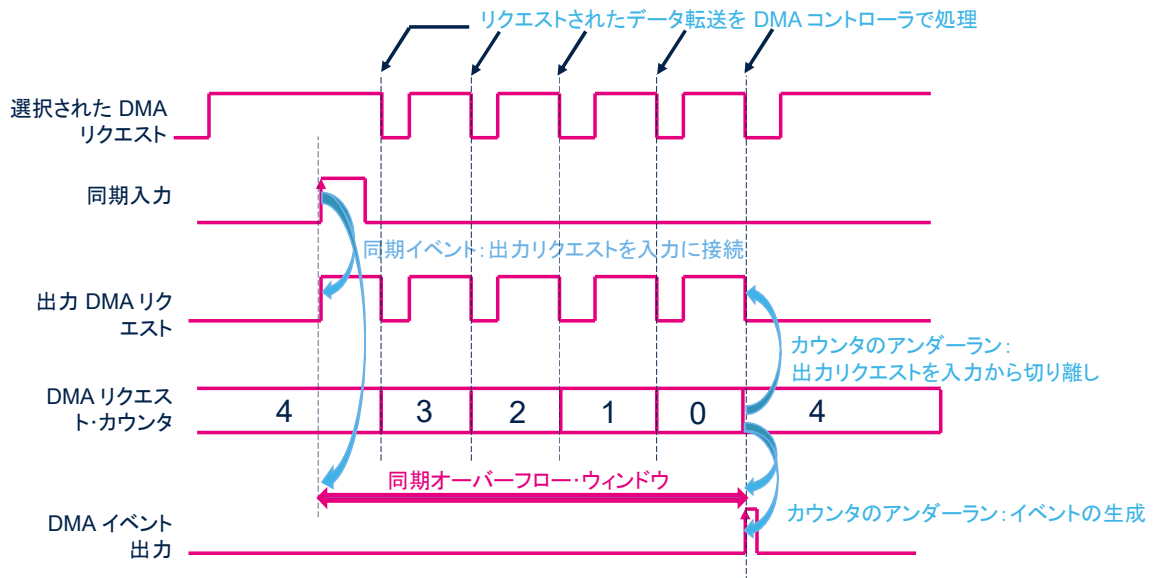 リクエストされたデータ転送を DMA コントローラで処理
選択された DMA
リクエスト
同期入力
同期イベント：出力リクエストを入力に接続
出力 DMA リク
エスト
カウンタのアンダーラン：
出力リクエストを入力から切り離し
DMA リクエス
ト・カウンタ
4 3 2 1 0 4
同期オーバーフロー・ウィンドウ
カウンタのアンダーラン：イベントの生成
DMA イベント
出力